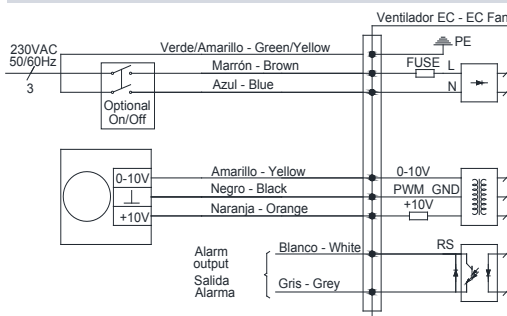 Ventilador EC - EC Fan
230VAC
50/60Hz
3
Verde/Amarillo - Green/Yellow
PE
Marrón - Brown
FUSE
L
Azul - Blue
N
Optional
On/Off
0-10V
Amarillo - Yellow
0-10V
Negro - Black
PWM GND
+10V
Naranja - Orange
+10V
Alarm
output
Salida
Alarma
Blanco - White
RS
Gris - Grey